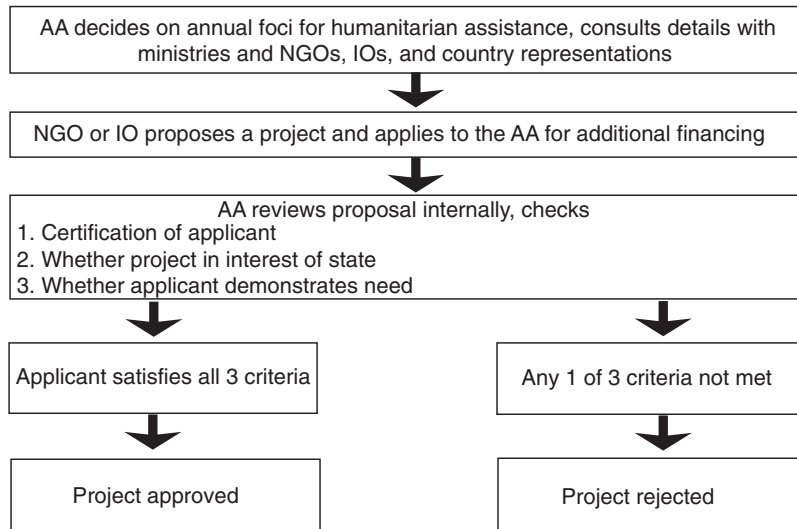 AA decides on annual foci for humanitarian assistance, consults details with
ministries and NGOs, IOs, and country representations
NGO or IO proposes a project and applies to the AA for additional financing
AA reviews proposal internally, checks
1. Certification of applicant
2. Whether project in interest of state
3. Whether applicant demonstrates need
Applicant satisfies all 3 criteria
Any 1 of 3 criteria not met
Project approved
Project rejected